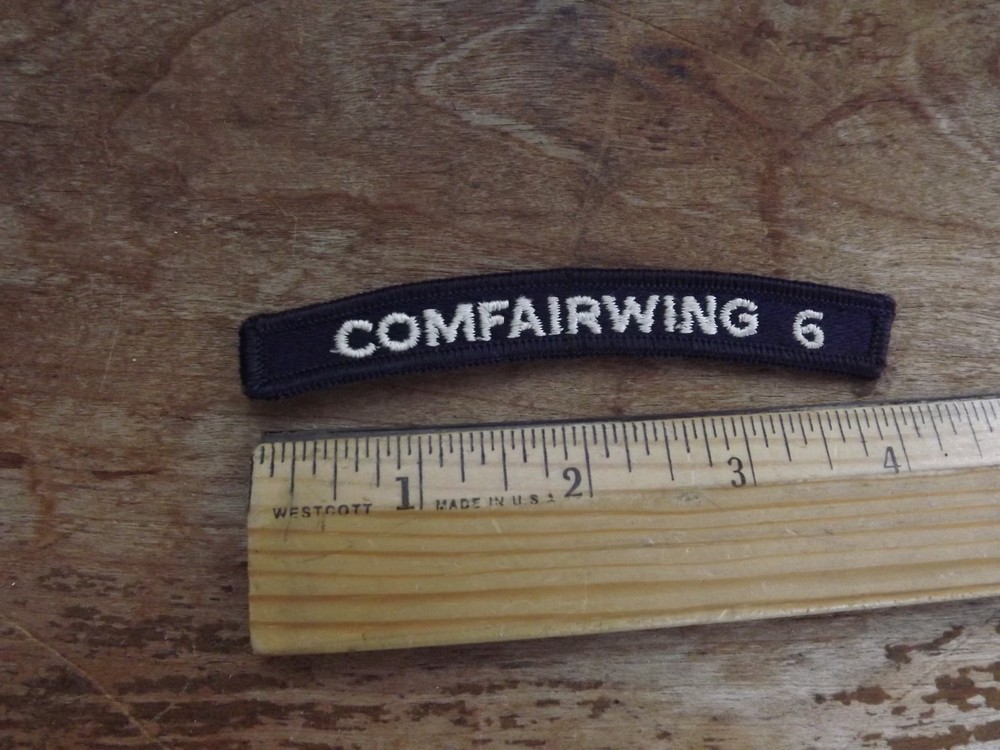 COMFAIRWING 6
1 2 3 4
WESTCOTT MADE IN U.S.A